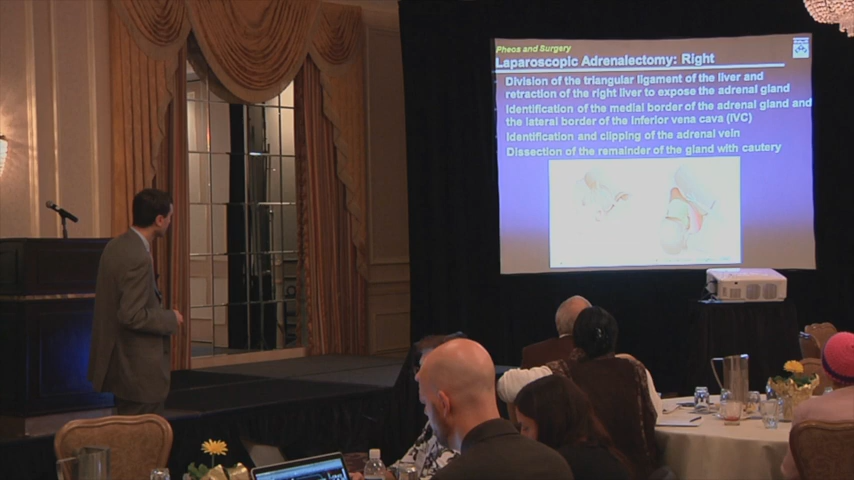 Pheos and Surgery
Laparoscopic Adrenalectomy: Right
Division of the triangular ligament of the liver and
retraction of the right liver to expose the adrenal gland
Identification of the medial border of the adrenal gland and
the lateral border of the inferior vena cava (IVC)
Identification and clipping of the adrenal vein
Dissection of the remainder of the gland with cautery